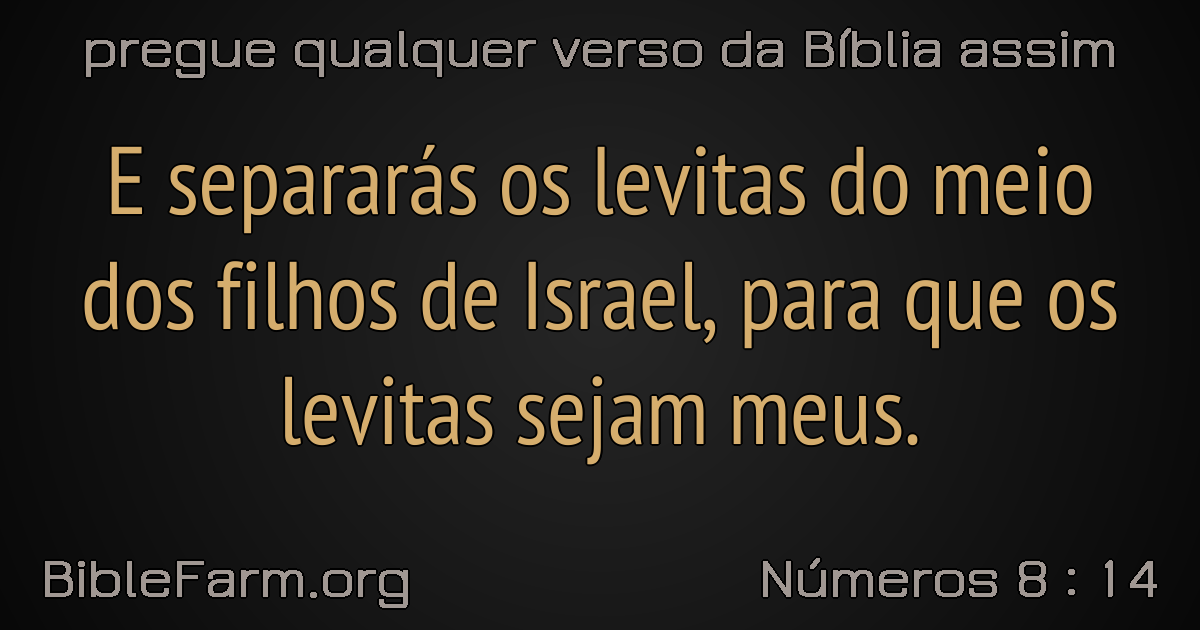 pregue qualquer verso da Bíblia assim
E separarás os levitas do meio
dos filhos de Israel, para que os
levitas sejam meus.
BibleFarm.org
Números 8 : 14